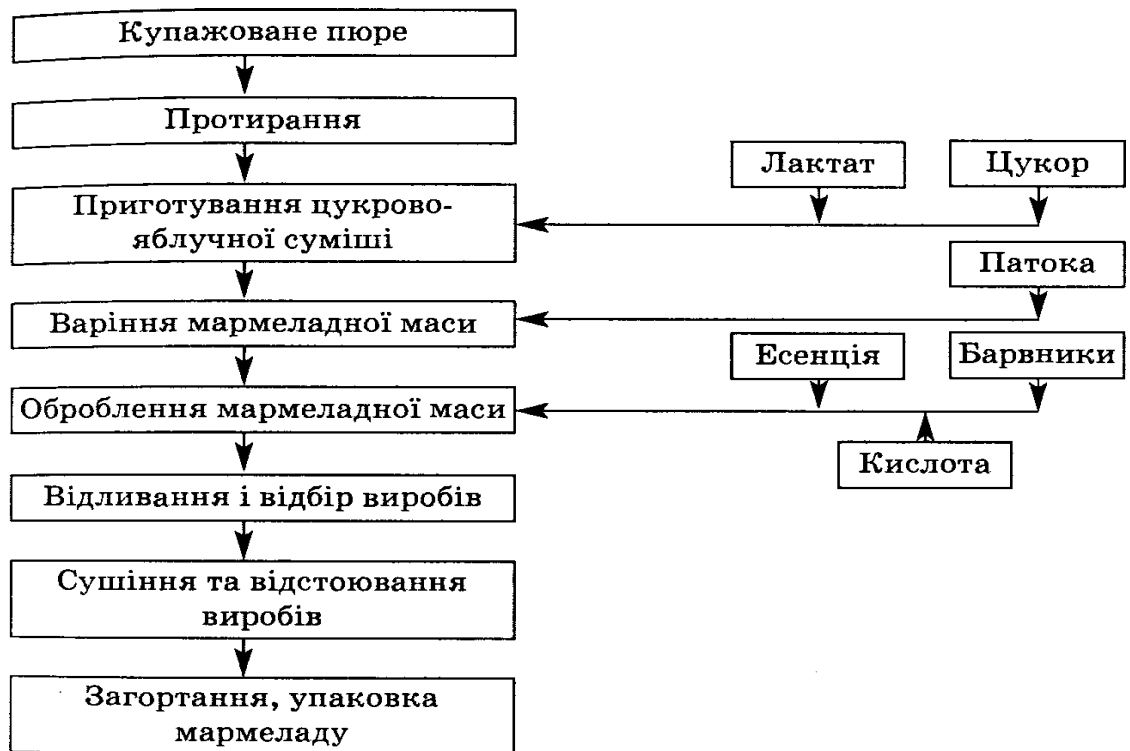 Купажоване пюре
Протирання
Лактат
Цукор
Приготування цукрово-
яблучної суміші
Патока
Варіння мармеладної маси
Есенція
Барвники
Оброблення мармеладної маси
Кислота
Відливання і відбір виробів
Сушіння та відстоювання
виробів
Загортання, упаковка
мармеладу